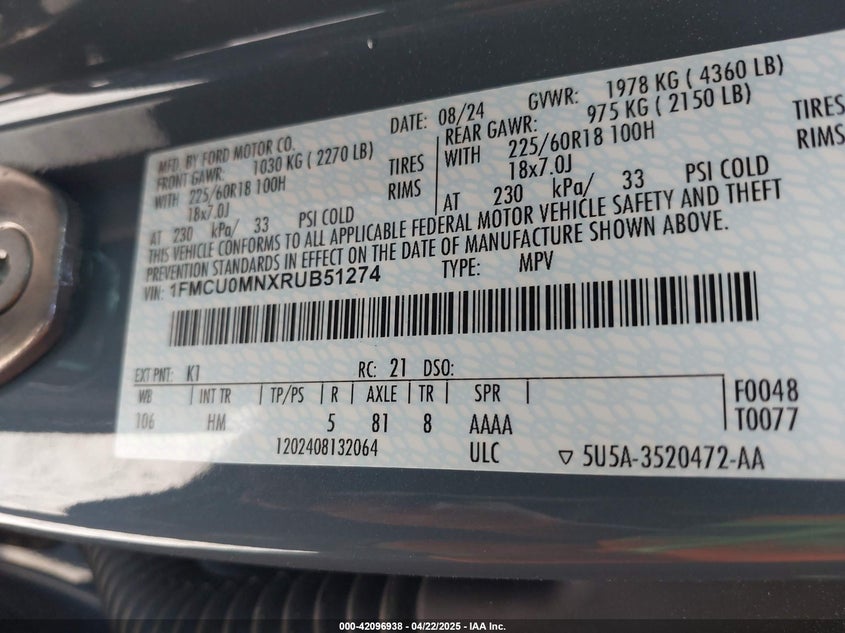 MFD. BY FORD MOTOR CO.
DATE: 08/24
GVWR: 1978 KG ( 4360 LB)
FRONT GAWR: 1030 KG ( 2270 LB)
REAR GAWR: 975 KG ( 2150 LB)
WITH 225/60R18 100H TIRES
WITH 225/60R18 100H TIRES
18x7.0J RIMS
18x7.0J RIMS
AT 230 kPa/ 33 PSI COLD
AT 230 kPa/ 33 PSI COLD
THIS VEHICLE CONFORMS TO ALL APPLICABLE FEDERAL MOTOR VEHICLE SAFETY AND THEFT
PREVENTION STANDARDS IN EFFECT ON THE DATE OF MANUFACTURE SHOWN ABOVE.
VIN: 1FMCU0MNXRUB51274
TYPE: MPV
EXT PNT: K1 RC: 21 DSO:
WB INT TR TP/PS R AXLE TR SPR F0048
106 HM 5 81 8 AAAA T0077
1202408132064 ULC ▽ 5U5A-3520472-AA
000-42096938 - 04/22/2025 - IAA Inc.